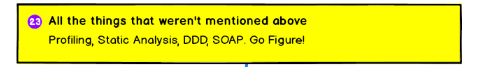 23 All the things that weren't mentioned above
Profiling, Static Analysis, DDD, SOAP. Go Figure!